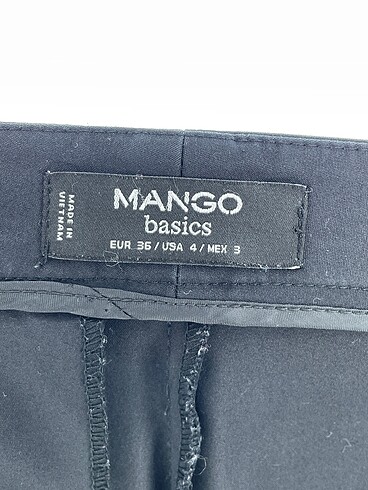 MADE IN
VIETNAM
MANGO
basics
EUR 36 / USA 4 / MEX 3